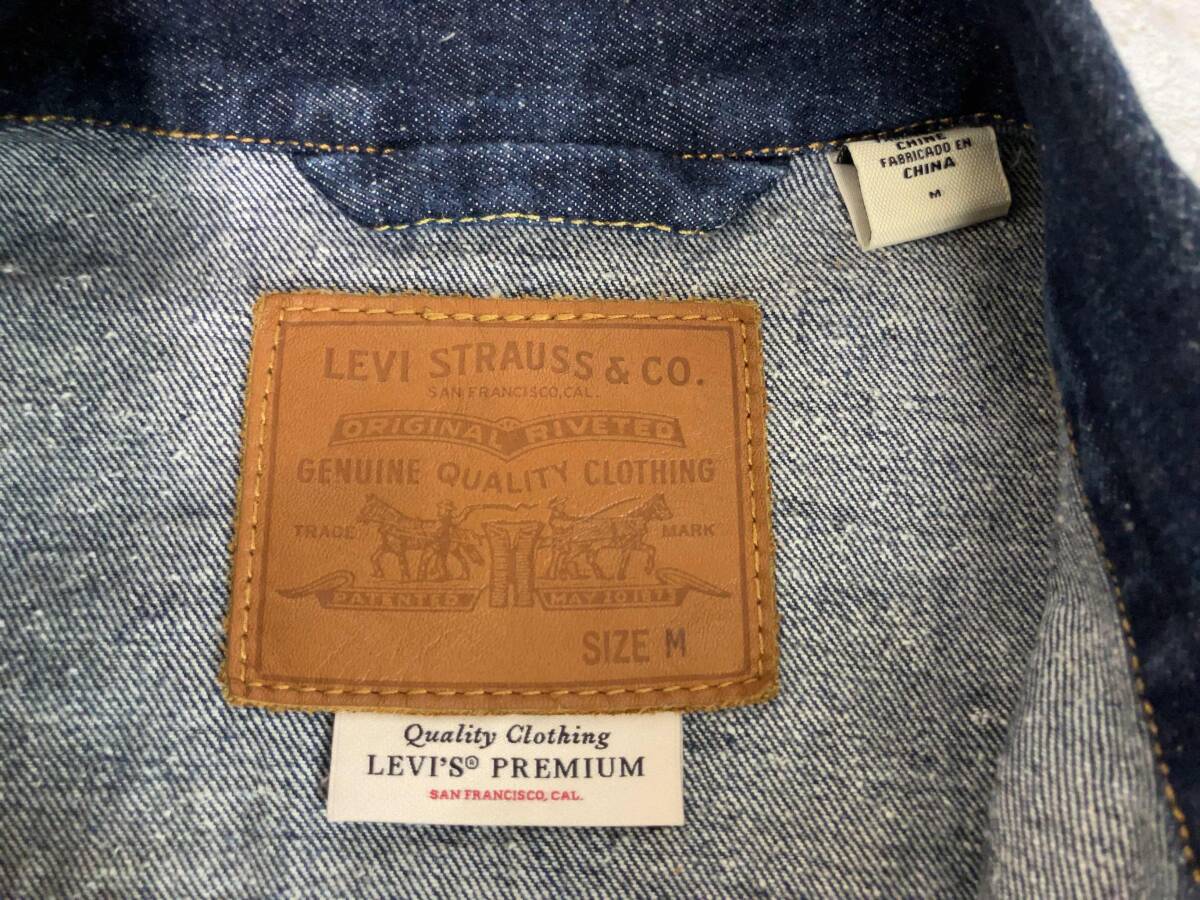 CHINE
FABRICADO EN
CHINA
M
LEVI STRAUSS & CO.
SAN FRANCISCO, CAL.
ORIGINAL RIVETED
GENUINE QUALITY CLOTHING
TRADE MARK
PATENTED MAY 20 1873
SIZE M
Quality Clothing
LEVI'S® PREMIUM
SAN FRANCISCO, CAL.